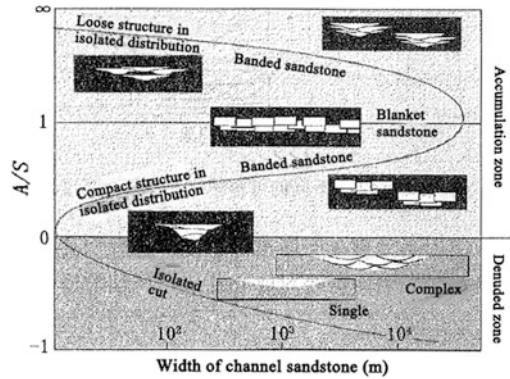 ∞
Loose structure in
isolated distribution
Banded sandstone
Accumulation zone
1
Blanket
sandstone
A/S
Banded sandstone
Compact structure in
isolated distribution
0
Isolated
cut
Complex
Single
Denuded zone
10²
10³
10⁴
−1
Width of channel sandstone (m)